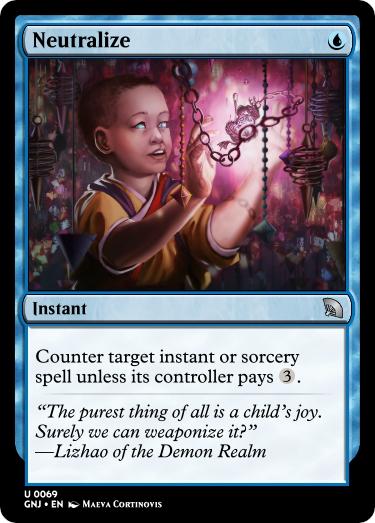 Neutralize
Instant
Counter target instant or sorcery
spell unless its controller pays 3.
“The purest thing of all is a child’s joy.
Surely we can weaponize it?”
—Lizhao of the Demon Realm
U 0069
GNJ • EN Maeva Cortinovis